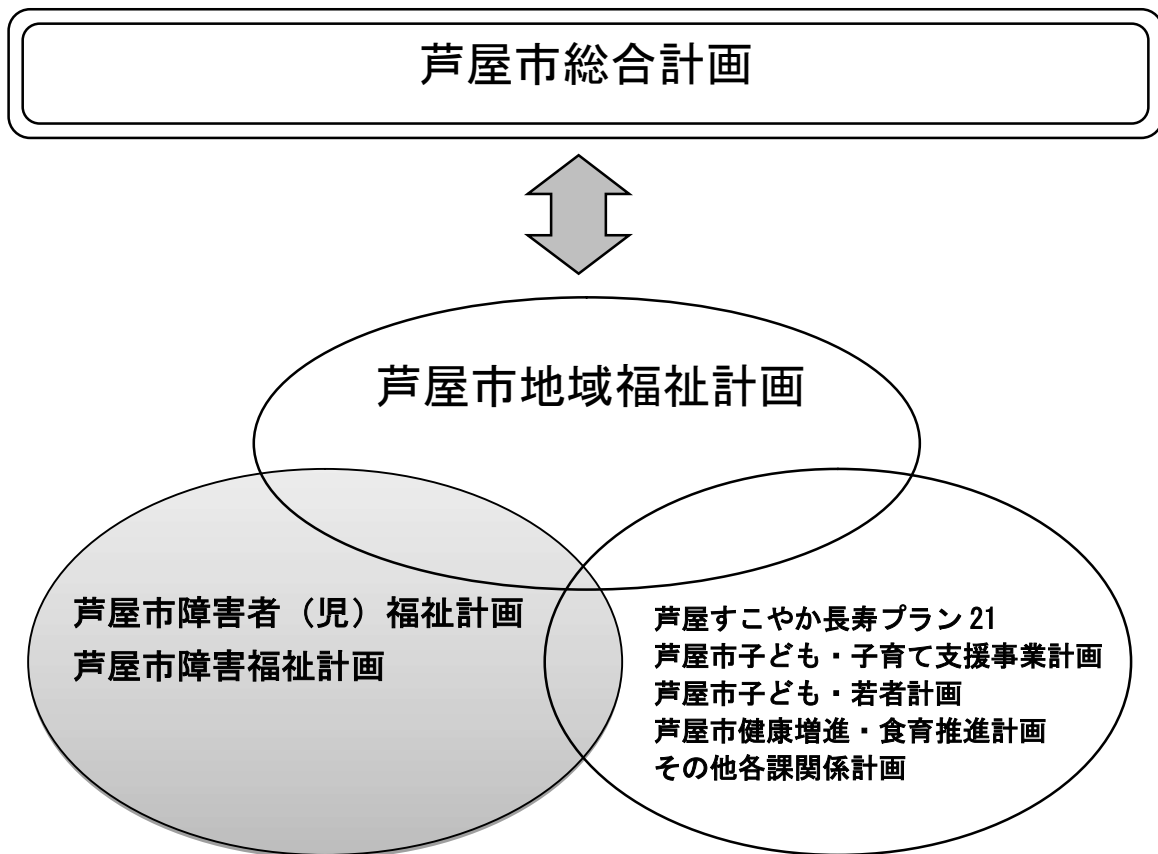 芦屋市総合計画
芦屋市地域福祉計画
芦屋市障害者（児）福祉計画
芦屋市障害福祉計画
芦屋すこやか長寿プラン21
芦屋市子ども・子育て支援事業計画
芦屋市子ども・若者計画
芦屋市健康増進・食育推進計画
その他各課関係計画